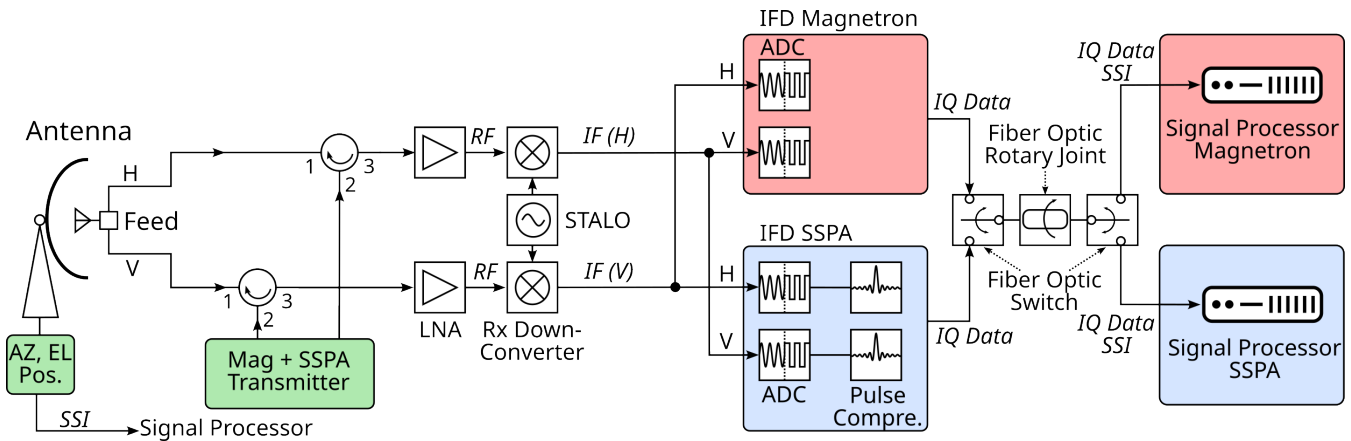 IFD Magnetron
ADC
H
V
IQ Data
IQ Data
SSI
Signal Processor
Magnetron
Fiber Optic
Rotary Joint
Antenna
H
Feed
V
1
3
2
RF
IF (H)
STALO
1
3
2
RF
IF (V)
LNA
Rx Down-
Converter
Mag + SSPA
Transmitter
AZ, EL
Pos.
SSI
Signal Processor
IFD SSPA
H
V
ADC
Pulse
Compre.
IQ Data
Fiber Optic
Switch
IQ Data
SSI
Signal Processor
SSPA